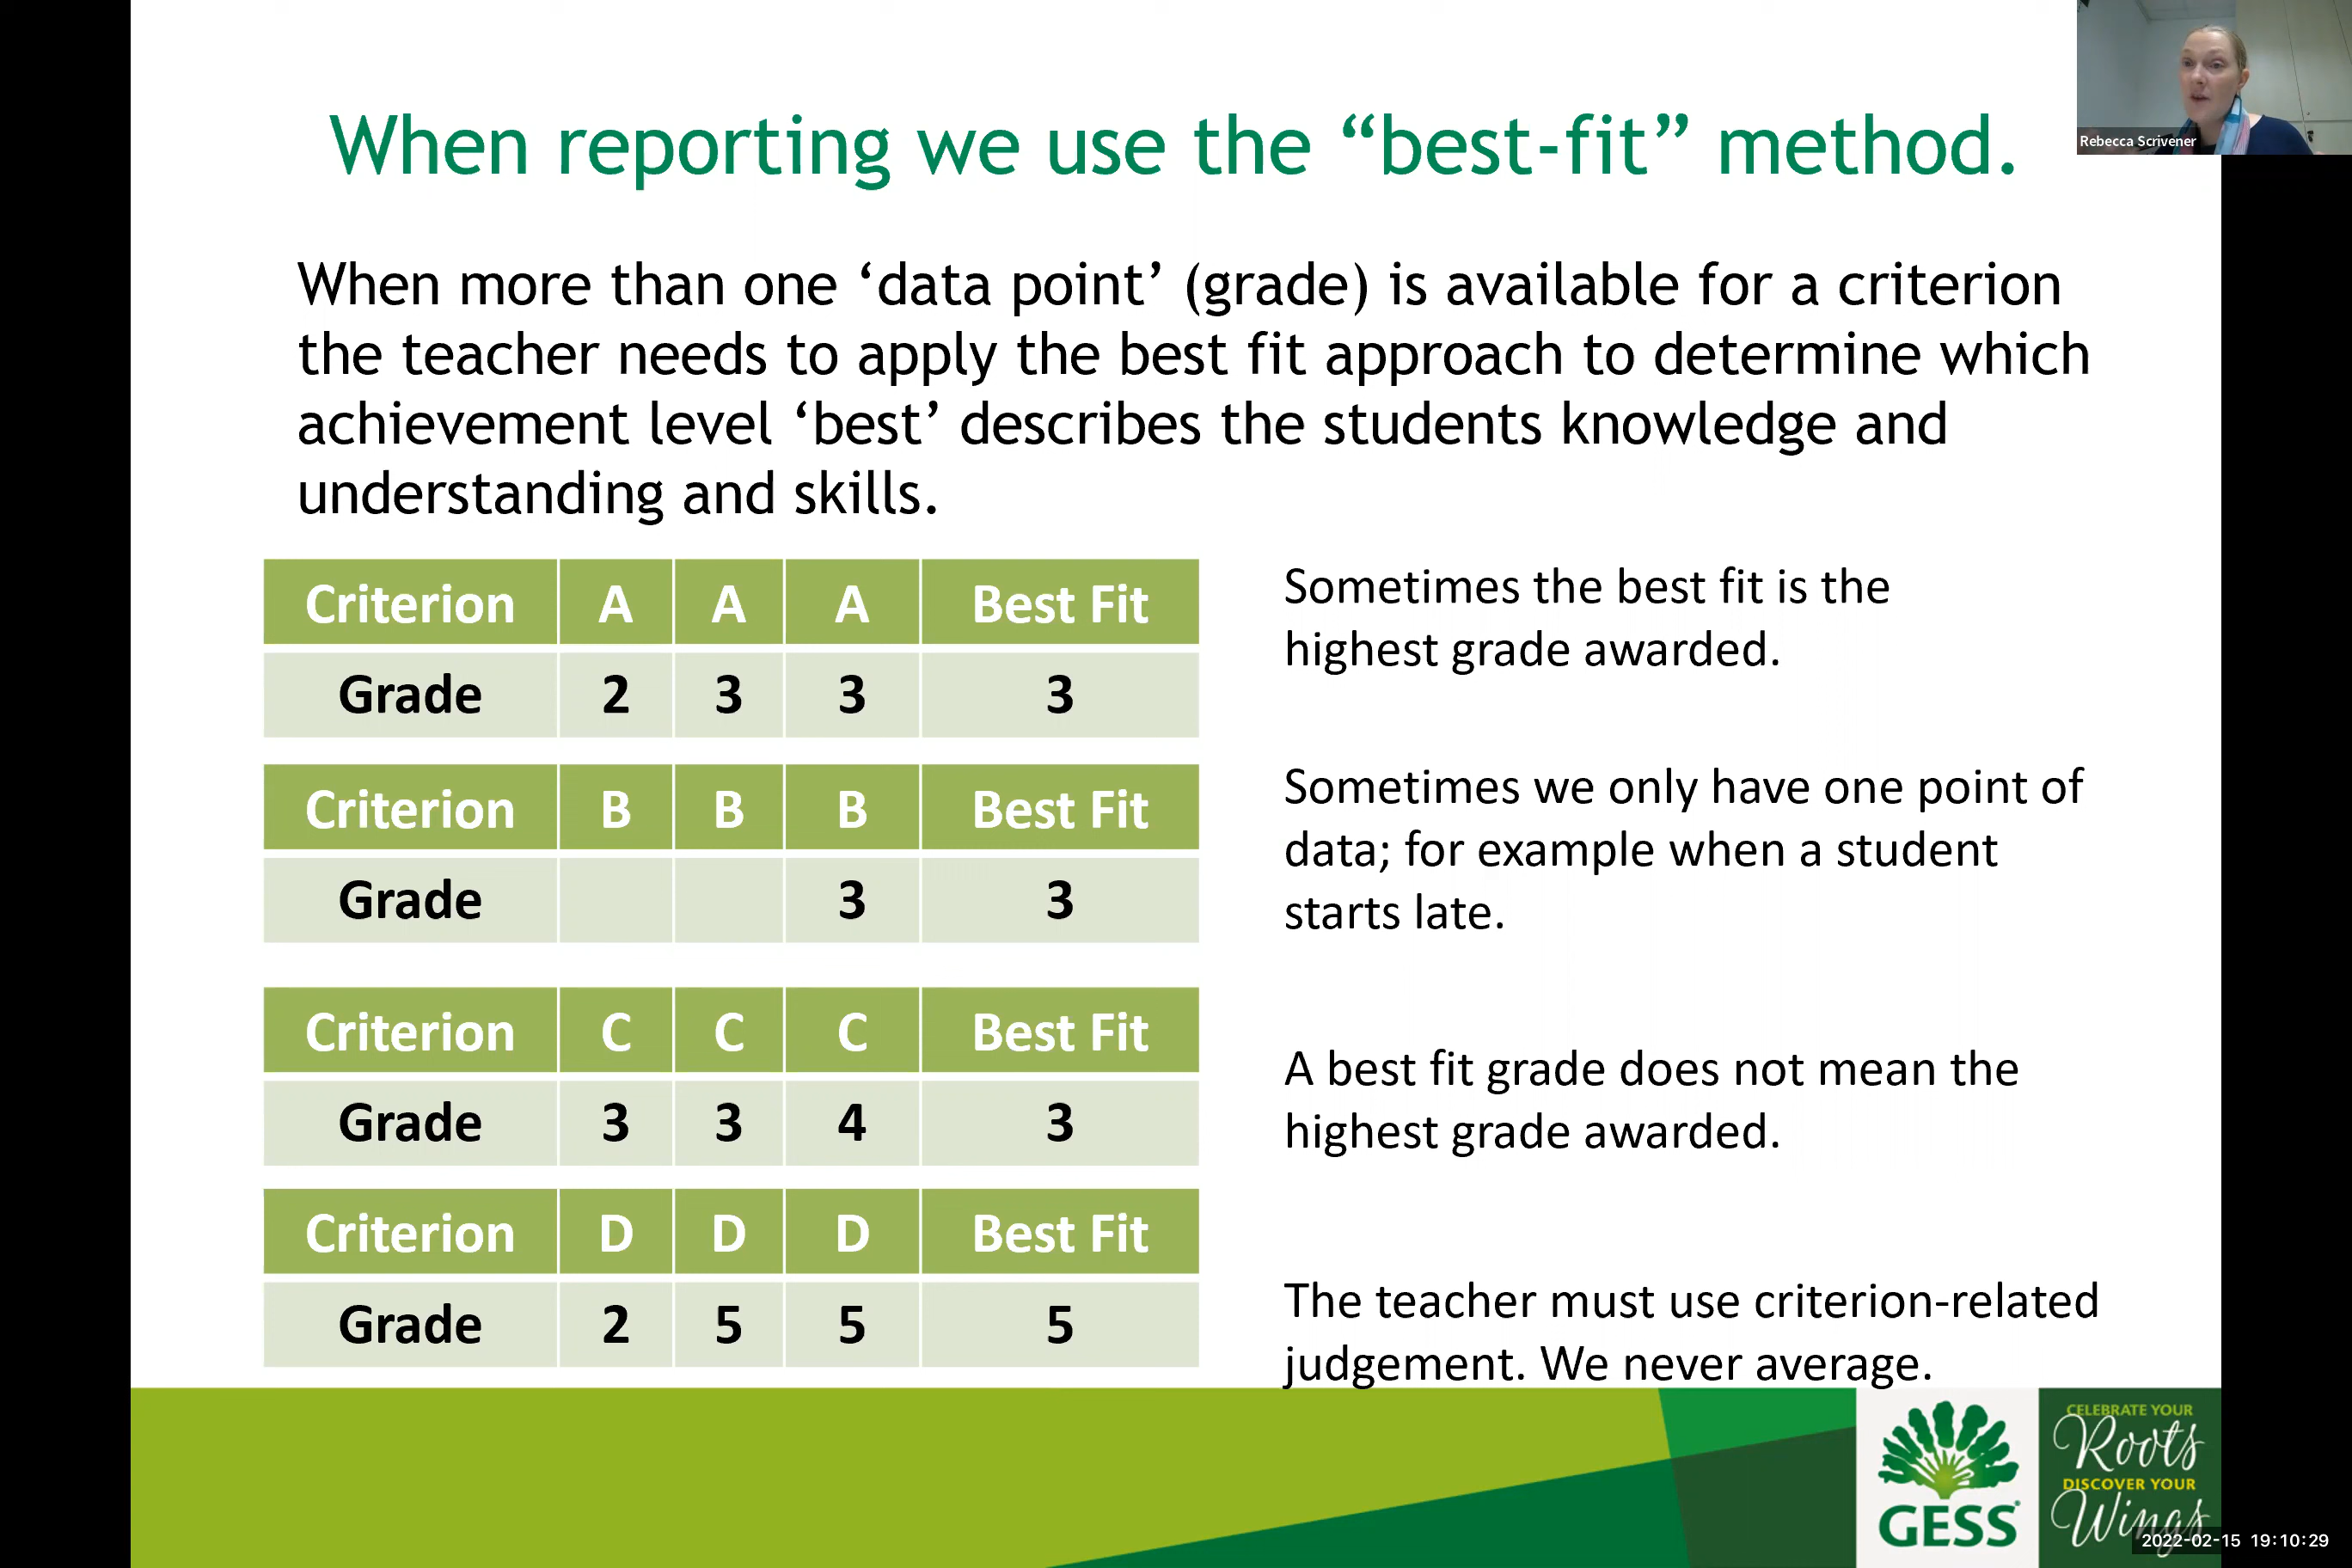 When reporting we use the “best-fit” method.
Rebecca Scrivener
When more than one ‘data point’ (grade) is available for a criterion
the teacher needs to apply the best fit approach to determine which
achievement level ‘best’ describes the students knowledge and
understanding and skills.
Criterion A A A Best Fit
Grade 2 3 3 3
Sometimes the best fit is the
highest grade awarded.
Criterion B B B Best Fit
Grade 3 3
Sometimes we only have one point of
data; for example when a student
starts late.
Criterion C C C Best Fit
Grade 3 3 4 3
A best fit grade does not mean the
highest grade awarded.
Criterion D D D Best Fit
Grade 2 5 5 5
The teacher must use criterion-related
judgement. We never average.
GESS
CELEBRATE YOUR
Roots
DISCOVER YOUR
Wings
2022-02-15 19:10:29